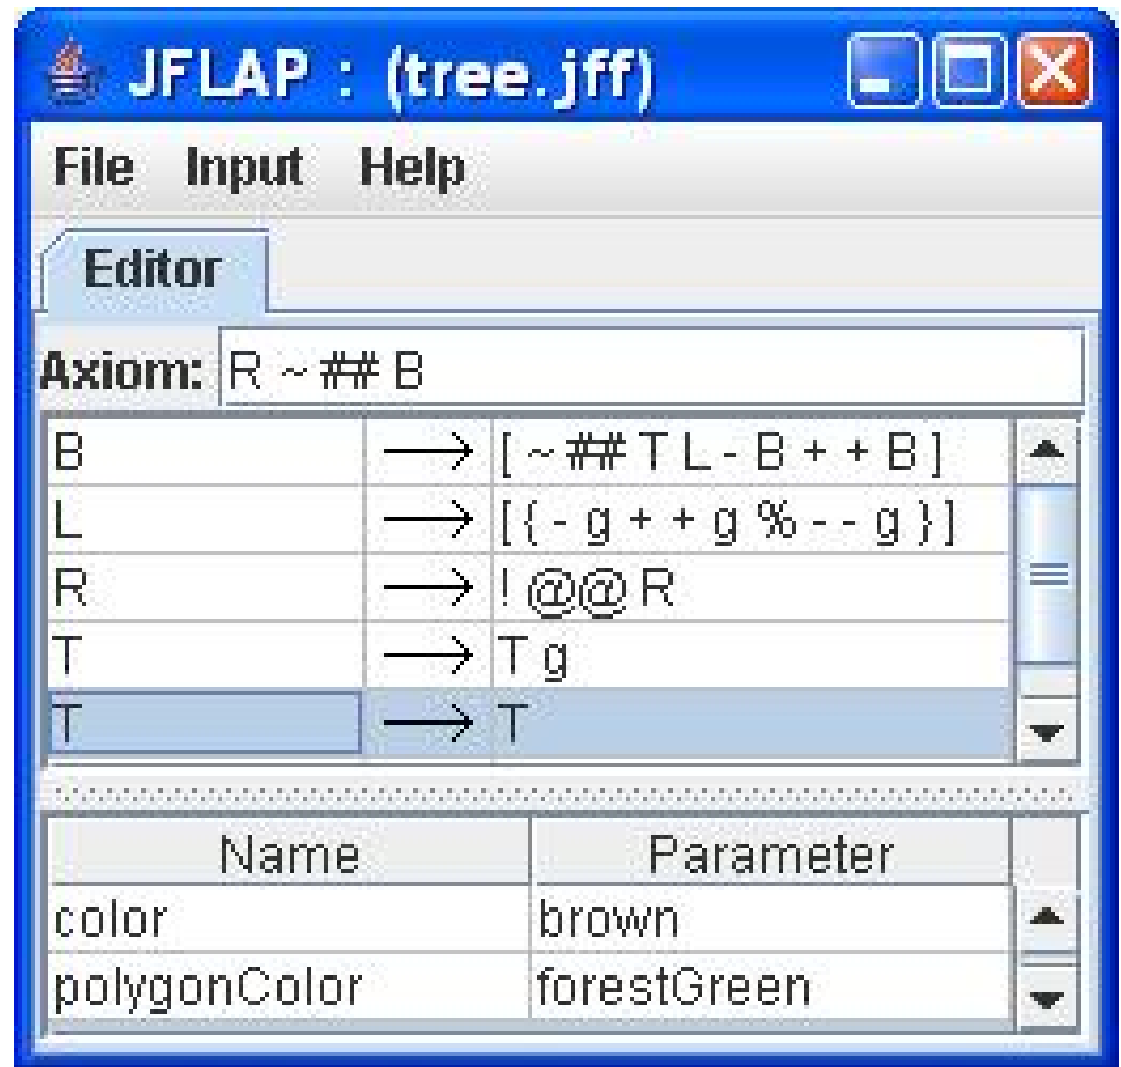 JFLAP : (tree.jff)
File Input Help
Editor
Axiom: R ~ ## B
B → [ ~ ## T L - B + + B ]
L → [ { - g + + g % - - g } ]
R → ! @@ R
T → T g
T → T
Name Parameter
color brown
polygonColor forestGreen